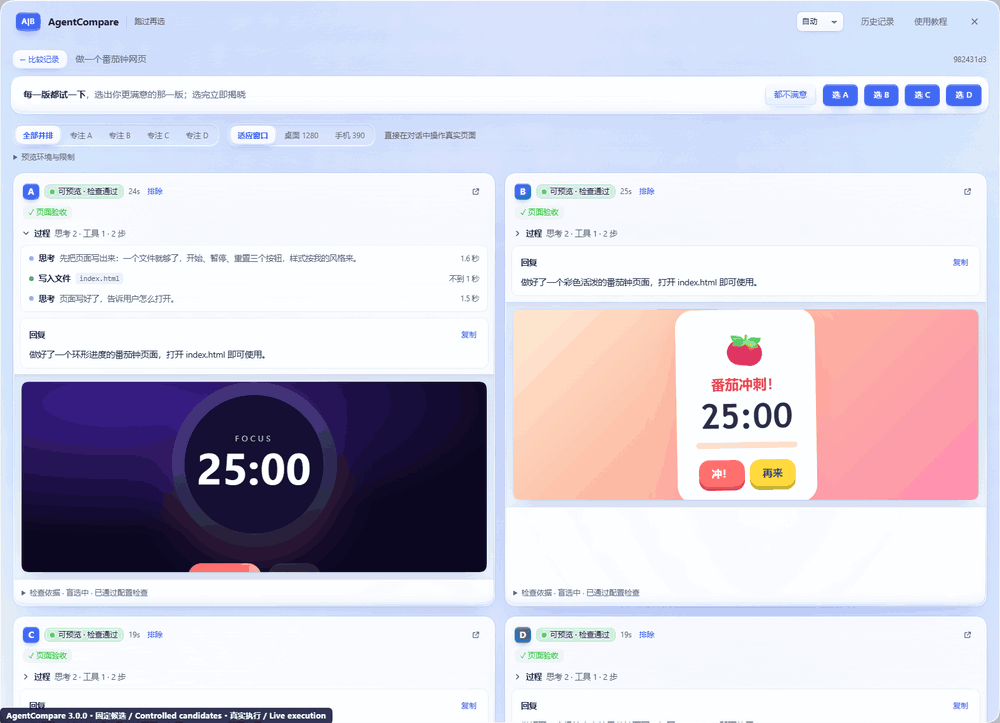 A|B AgentCompare 跑过再选 自动 历史记录 使用教程 ×
← 比较记录 做一个番茄钟网页 982431d3
每一版都试一下，选出你更满意的那一版；选完立即揭晓 都不满意 选 A 选 B 选 C 选 D
全部并排 专注 A 专注 B 专注 C 专注 D 适应窗口 桌面 1280 手机 390 直接在对话中操作真实页面
▸ 预览环境与限制
A 可预览 · 检查通过 24s 排除
✓ 页面验收
过程 思考 2 · 工具 1 · 2 步
思考 先把页面写出来：一个文件就够了，开始、暂停、重置三个按钮，样式按我的风格来。 1.6 秒
写入文件 index.html 不到 1 秒
思考 页面写好了，告诉用户怎么打开。 1.5 秒
回复 复制
做好了一个环形进度的番茄钟页面，打开 index.html 即可使用。
FOCUS
25:00
▸ 检查依据 · 盲选中 · 已通过配置检查
B 可预览 · 检查通过 25s 排除
✓ 页面验收
过程 思考 2 · 工具 1 · 2 步
回复 复制
做好了一个彩色活泼的番茄钟页面，打开 index.html 即可使用。
番茄冲刺！
25:00
冲！ 再来
▸ 检查依据 · 盲选中 · 已通过配置检查
C 可预览 · 检查通过 19s 排除
✓ 页面验收
过程 思考 2 · 工具 1 · 2 步
回复 复制
D 可预览 · 检查通过 19s 排除
✓ 页面验收
过程 思考 2 · 工具 1 · 2 步
回复 复制
AgentCompare 3.0.0 · 固定候选 / Controlled candidates · 真实执行 / Live execution